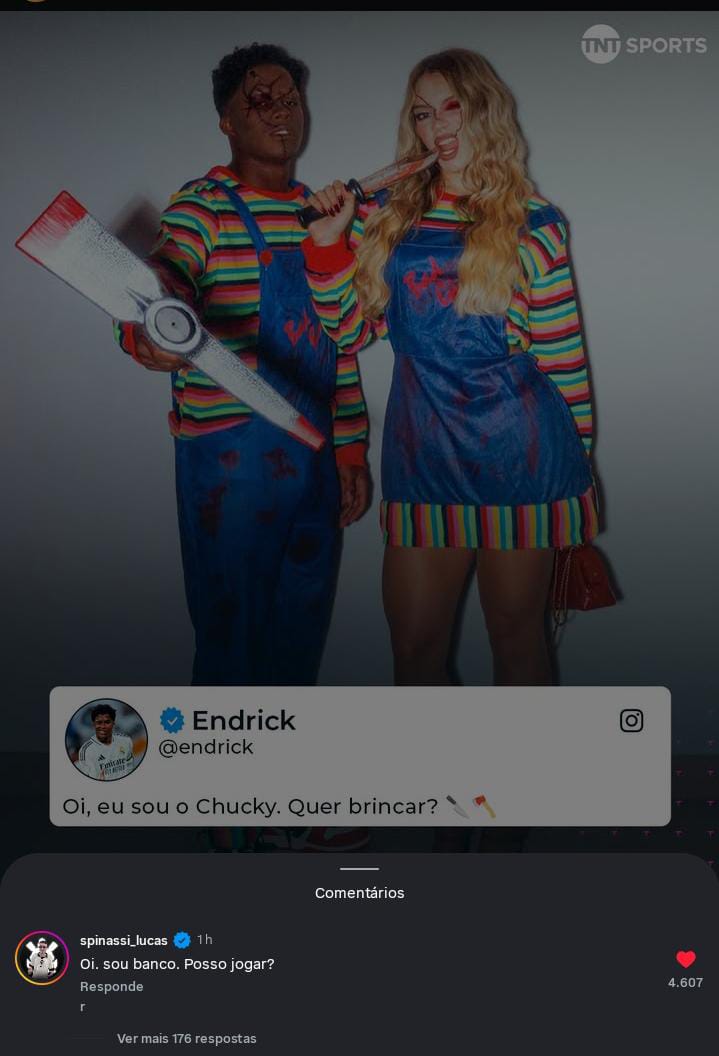 TNT SPORTS
Endrick
@endrick
Oi, eu sou o Chucky. Quer brincar? 🔪🪓
Comentários
spinassi_lucas 1 h
Oi. sou banco. Posso jogar?
4.607
Responde
r
Ver mais 176 respostas